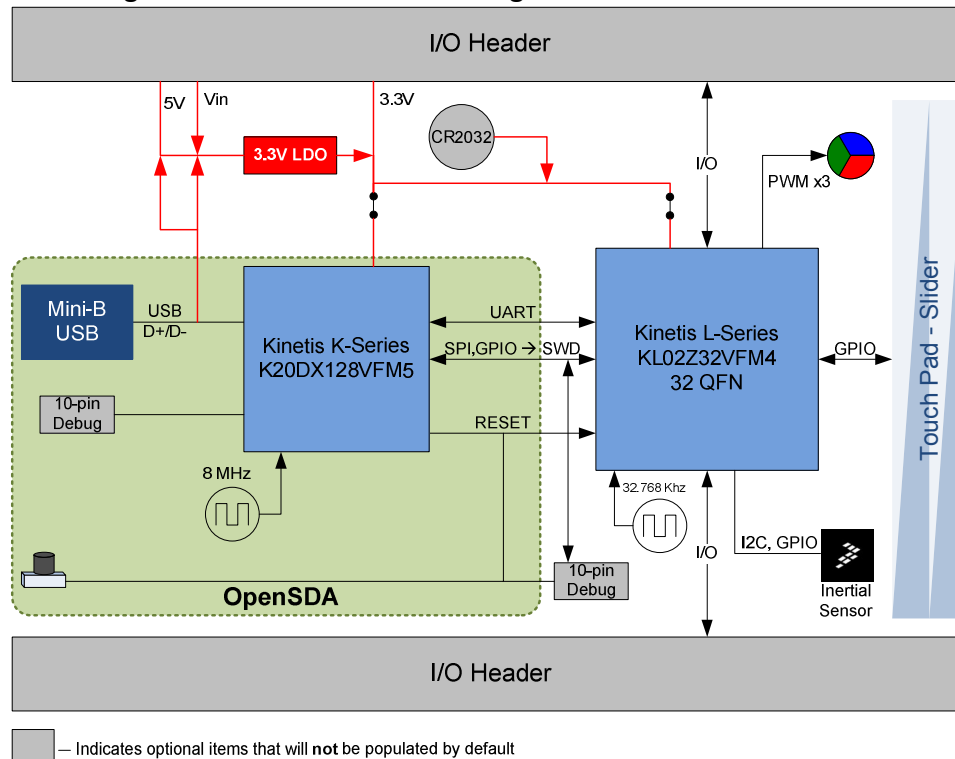 I/O Header
5V
Vin
3.3V
3.3V LDO
CR2032
I/O
PWM x3
Mini-B
USB
USB
D+/D-
Kinetis K-Series
K20DX128VFM5
UART
SPI,GPIO → SWD
RESET
Kinetis L-Series
KL02Z32VFM4
32 QFN
GPIO
Touch Pad - Slider
10-pin
Debug
8 MHz
32.768 Khz
I/O
I2C, GPIO
Inertial
Sensor
10-pin
Debug
OpenSDA
I/O Header
— Indicates optional items that will not be populated by default